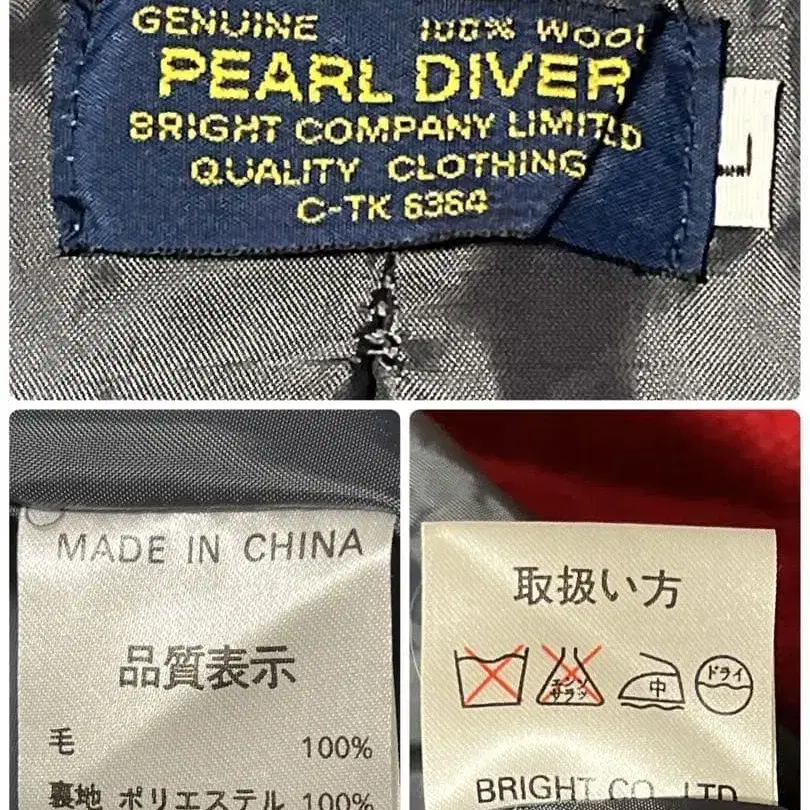 GENUINE 100% WOOL
PEARL DIVER
BRIGHT COMPANY LIMITED
QUALITY CLOTHING
C-TK 6364
L
MADE IN CHINA
品質表示
毛 100%
裏地 ポリエステル 100%
取扱い方
エンソ サラシ 中 ドライ
BRIGHT CO. LTD